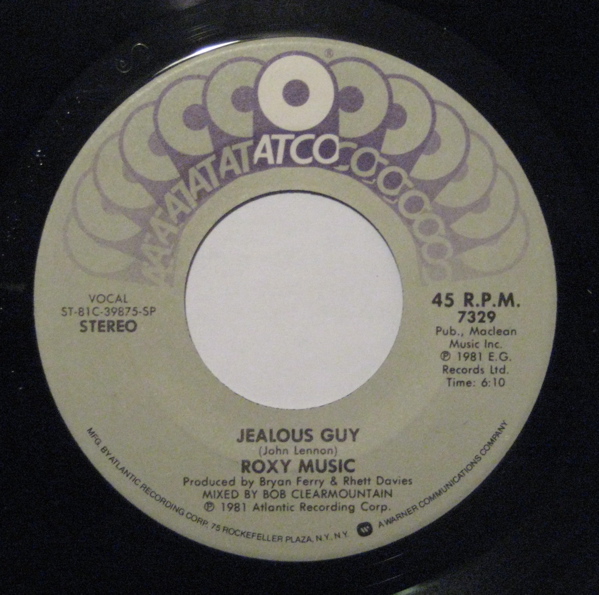 ATCO
®
VOCAL
ST-81C-39875-SP
STEREO
45 R.P.M.
7329
Pub., Maclean
Music Inc.
℗ 1981 E.G.
Records Ltd.
Time: 6:10
JEALOUS GUY
(John Lennon)
ROXY MUSIC
Produced by Bryan Ferry & Rhett Davies
MIXED BY BOB CLEARMOUNTAIN
℗ 1981 Atlantic Recording Corp.
MFG. BY ATLANTIC RECORDING CORP. 75 ROCKEFELLER PLAZA, N.Y. N.Y. A WARNER COMMUNICATIONS COMPANY